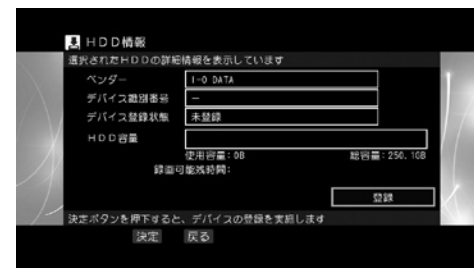 HDD情報
選択されたHDDの詳細情報を表示しています
ベンダー I-O DATA
デバイス識別番号 −
デバイス登録状態 未登録
HDD容量
使用容量:0B 総容量:250.1GB
録画可能残時間:
登録
決定ボタンを押下すると、デバイスの登録を実施します
決定 戻る